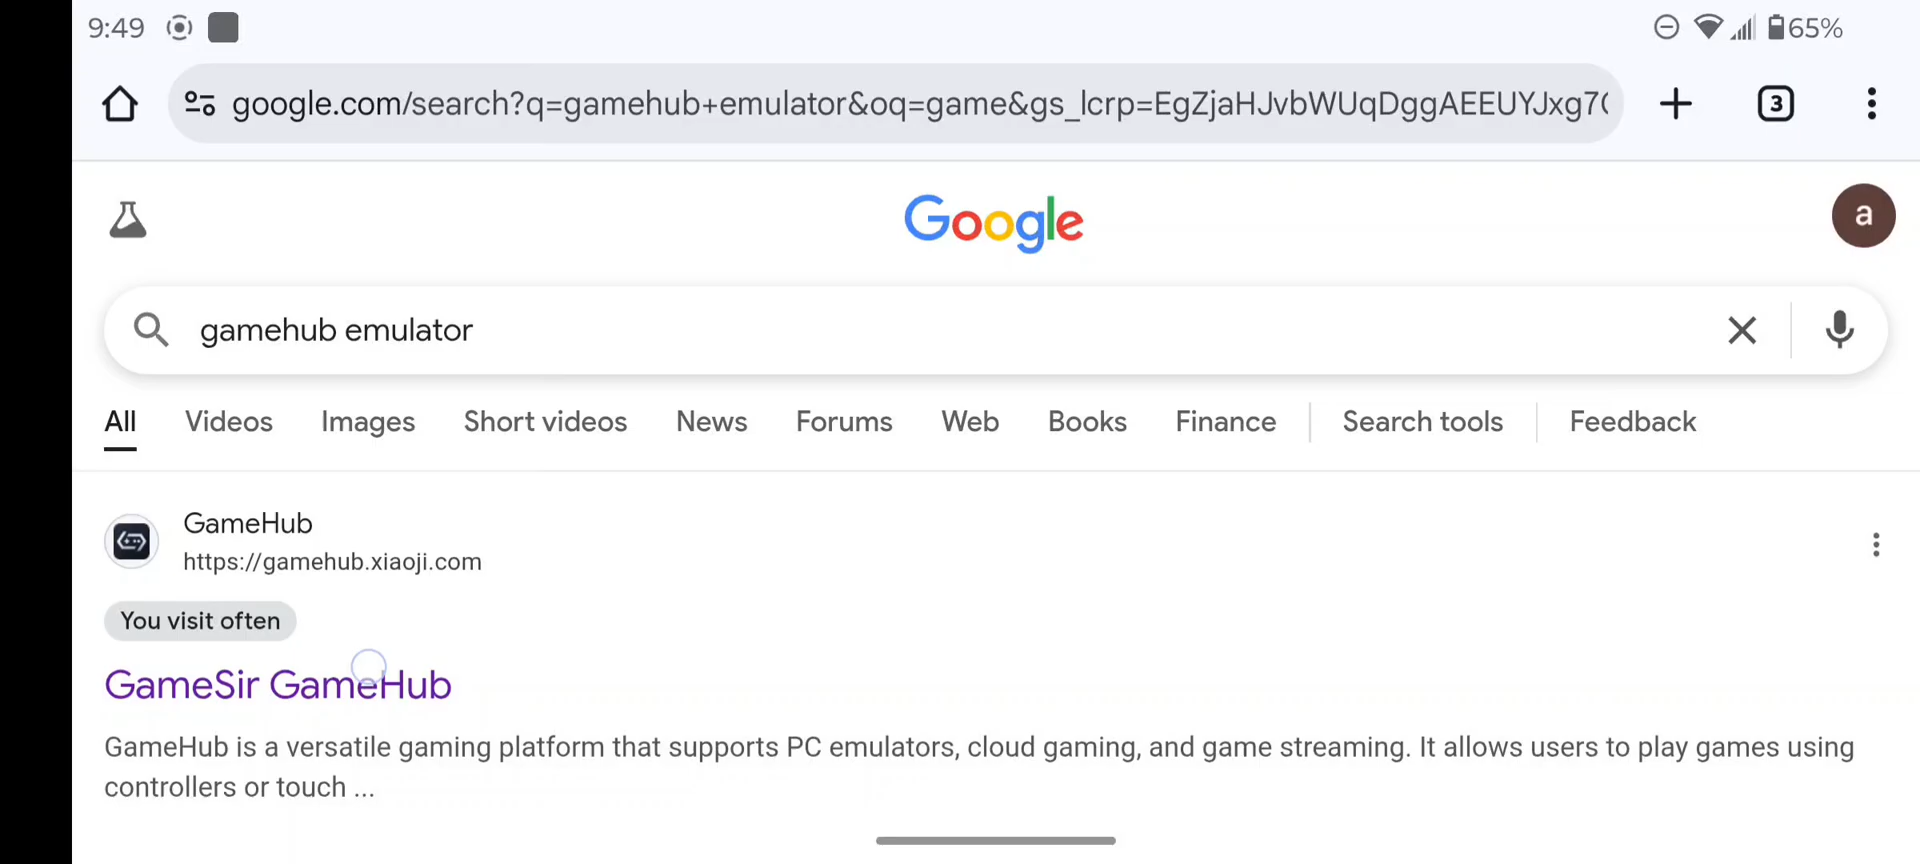 9:49
65%
google.com/search?q=gamehub+emulator&oq=game&gs_lcrp=EgZjaHJvbWUqDggAEEUYJxg7
3
Google
a
gamehub emulator
All Videos Images Short videos News Forums Web Books Finance Search tools Feedback
GameHub
https://gamehub.xiaoji.com
You visit often
GameSir GameHub
GameHub is a versatile gaming platform that supports PC emulators, cloud gaming, and game streaming. It allows users to play games using
controllers or touch ...